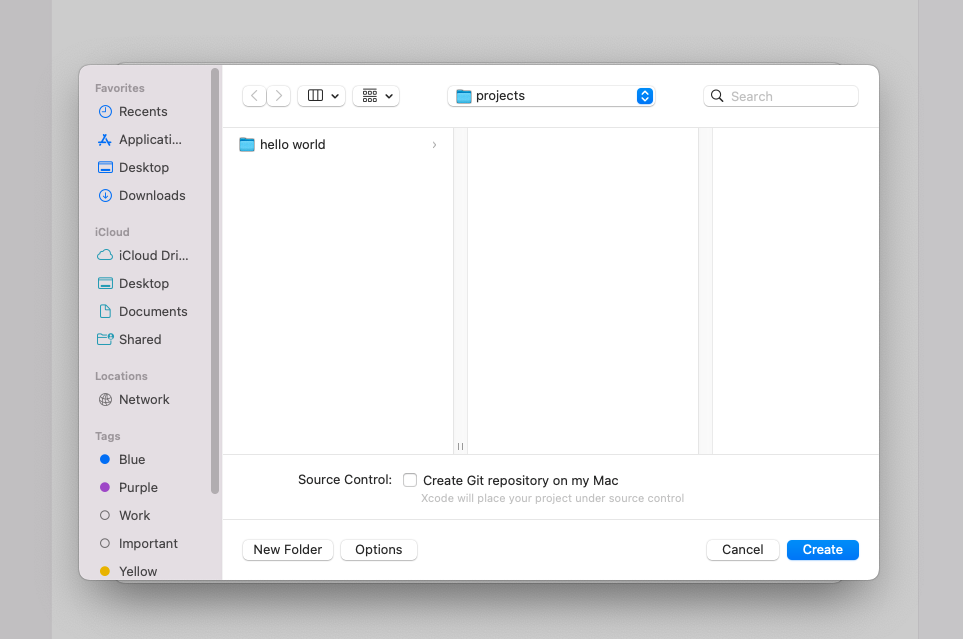 Favorites
Recents
Applicati...
Desktop
Downloads
iCloud
iCloud Dri...
Desktop
Documents
Shared
Locations
Network
Tags
Blue
Purple
Work
Important
Yellow
projects
Search
hello world
Source Control:
Create Git repository on my Mac
Xcode will place your project under source control
New Folder
Options
Cancel
Create